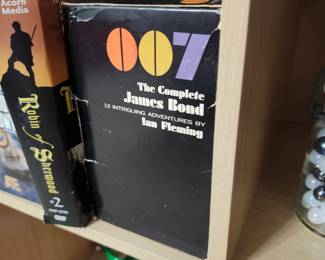 Acorn
Media
Robin of Sherwood
#2
007
The Complete
James Bond
12 INTRIGUING ADVENTURES BY
Ian Fleming